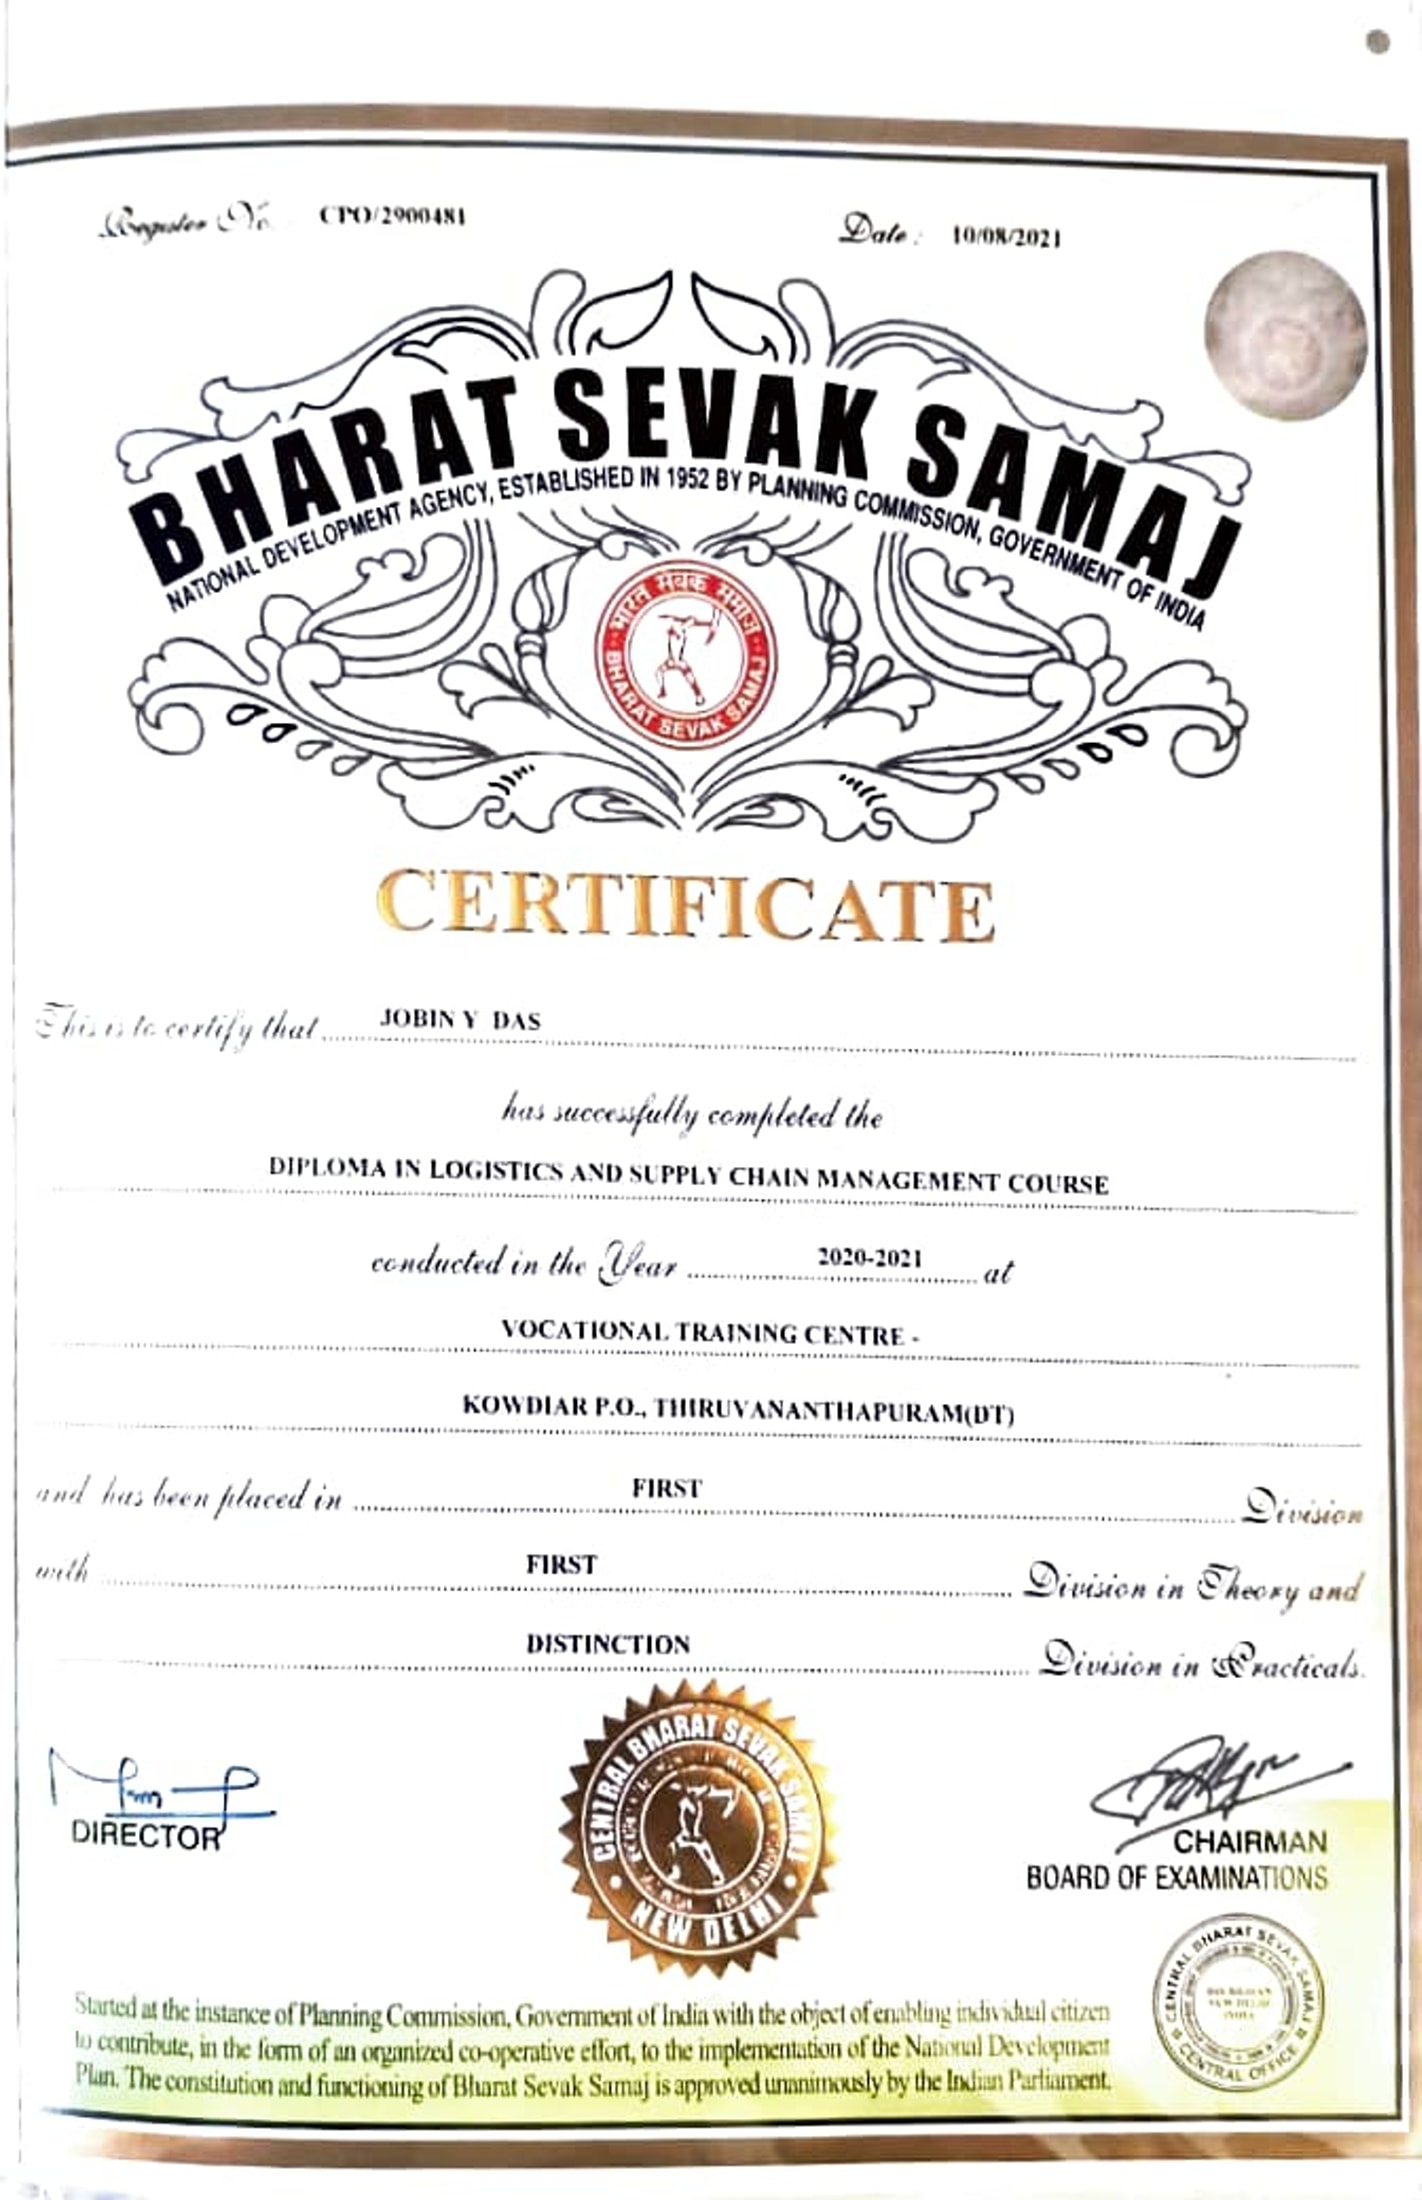 Register No. CPO/2900481
Date: 10/08/2021
BHARAT SEVAK SAMAJ
NATIONAL DEVELOPMENT AGENCY, ESTABLISHED IN 1952 BY PLANNING COMMISSION, GOVERNMENT OF INDIA
भारत सेवक समाज
BHARAT SEVAK SAMAJ
CERTIFICATE
This is to certify that JOBIN Y DAS
has successfully completed the
DIPLOMA IN LOGISTICS AND SUPPLY CHAIN MANAGEMENT COURSE
conducted in the Year 2020-2021 at
VOCATIONAL TRAINING CENTRE -
KOWDIAR P.O., THIRUVANANTHAPURAM(DT)
and has been placed in FIRST Division
with FIRST Division in Theory and
DISTINCTION Division in Practicals.
CENTRAL BHARAT SEVAK SAMAJ
NEW DELHI
DIRECTOR
CHAIRMAN
BOARD OF EXAMINATIONS
CENTRAL BHARAT SEVAK SAMAJ
CENTRAL OFFICE
Started at the instance of Planning Commission, Government of India with the object of enabling individual citizen
to contribute, in the form of an organized co-operative effort, to the implementation of the National Development
Plan. The constitution and functioning of Bharat Sevak Samaj is approved unanimously by the Indian Parliament.